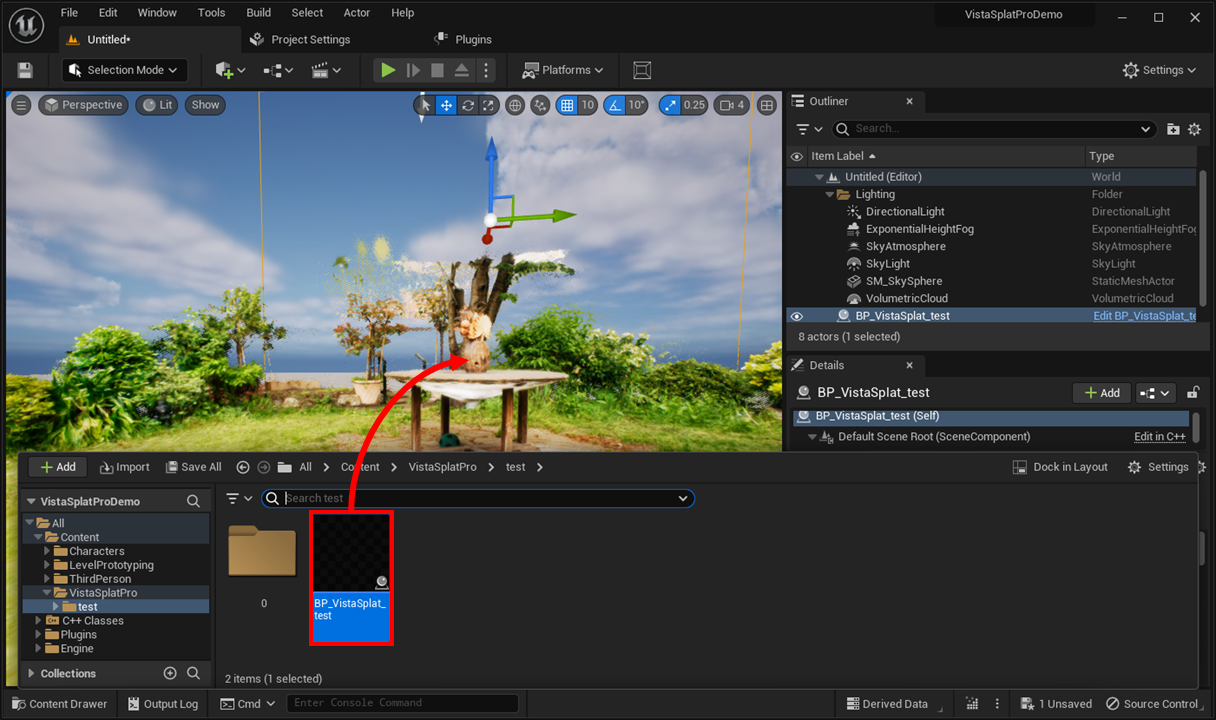 File Edit Window Tools Build Select Actor Help
VistaSplatProDemo
Untitled*
Project Settings
Plugins
Selection Mode
Platforms
Settings
Perspective
Lit
Show
10
10°
0.25
4
Outliner
Search...
Item Label
Type
Untitled (Editor) World
Lighting Folder
DirectionalLight DirectionalLight
ExponentialHeightFog ExponentialHeightFog
SkyAtmosphere SkyAtmosphere
SkyLight SkyLight
SM_SkySphere StaticMeshActor
VolumetricCloud VolumetricCloud
BP_VistaSplat_test Edit BP_VistaSplat_te
8 actors (1 selected)
Details
BP_VistaSplat_test
Add
BP_VistaSplat_test (Self)
Default Scene Root (SceneComponent) Edit in C++
Add
Import
Save All
All
Content
VistaSplatPro
test
Dock in Layout
Settings
VistaSplatProDemo
Search test
All
Content
Characters
LevelPrototyping
ThirdPerson
VistaSplatPro
test
C++ Classes
Plugins
Engine
Collections
0
BP_VistaSplat_
test
2 items (1 selected)
Content Drawer
Output Log
Cmd
Enter Console Command
Derived Data
1 Unsaved
Source Control